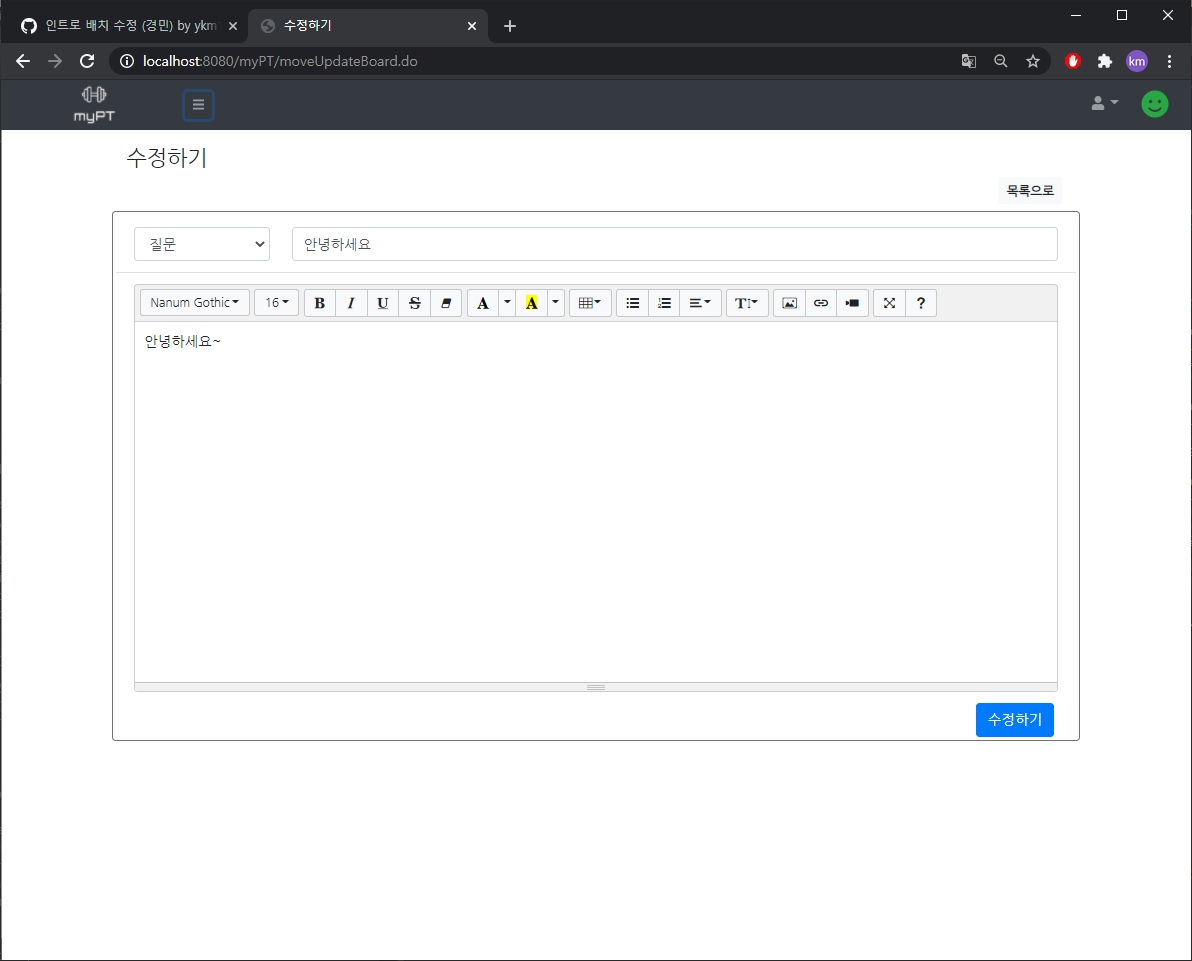 인트로 배치 수정 (경민) by ykm
수정하기
localhost:8080/myPT/moveUpdateBoard.do
km
myPT
수정하기
목록으로
질문
안녕하세요
Nanum Gothic 16 B I U S A A T ?
안녕하세요~
수정하기